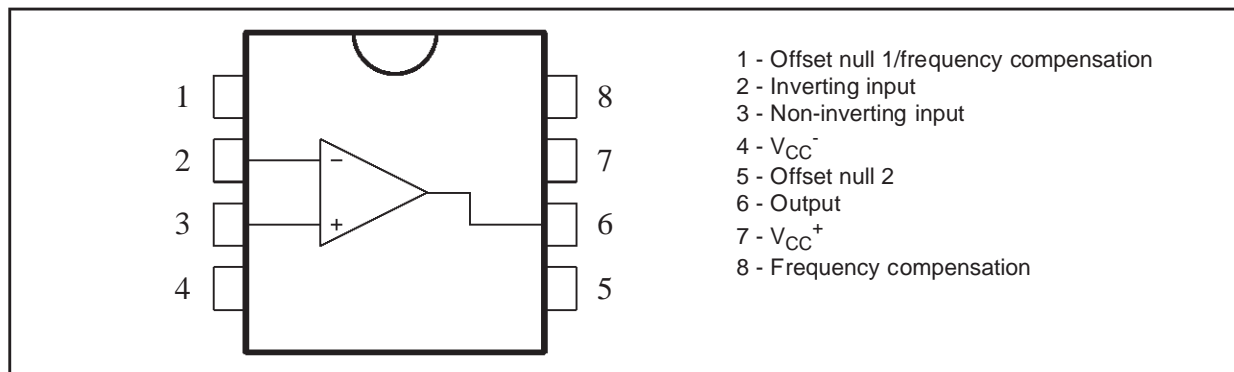 1
2
3
4
8
7
6
5
−
+
1 - Offset null 1/frequency compensation
2 - Inverting input
3 - Non-inverting input
4 - VCC-
5 - Offset null 2
6 - Output
7 - VCC+
8 - Frequency compensation